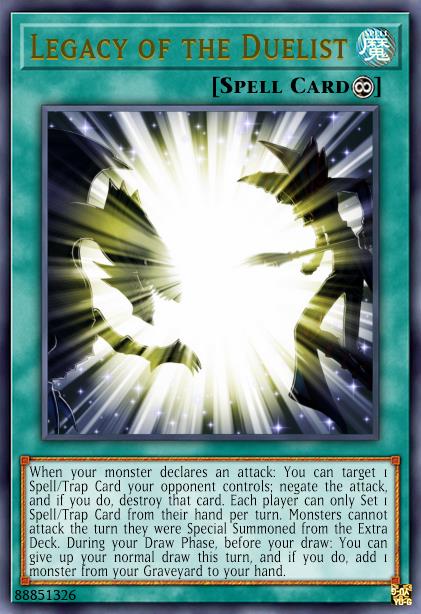 LEGACY OF THE DUELIST
SPELL
魔
[SPELL CARD]
When your monster declares an attack: You can target 1
Spell/Trap Card your opponent controls; negate the attack,
and if you do, destroy that card. Each player can only Set 1
Spell/Trap Card from their hand per turn. Monsters cannot
attack the turn they were Special Summoned from the Extra
Deck. During your Draw Phase, before your draw: You can
give up your normal draw this turn, and if you do, add 1
monster from your Graveyard to your hand.
88851326